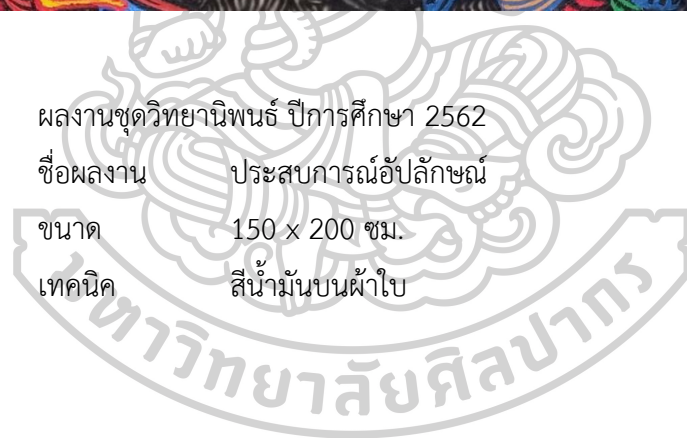 ผลงานชุดวิทยานิพนธ์ ปีการศึกษา 2562
ชื่อผลงาน ประสบการณ์อัปลักษณ์
ขนาด 150 x 200 ซม.
เทคนิค สีน้ำมันบนผ้าใบ
มหาวิทยาลัยศิลปากร